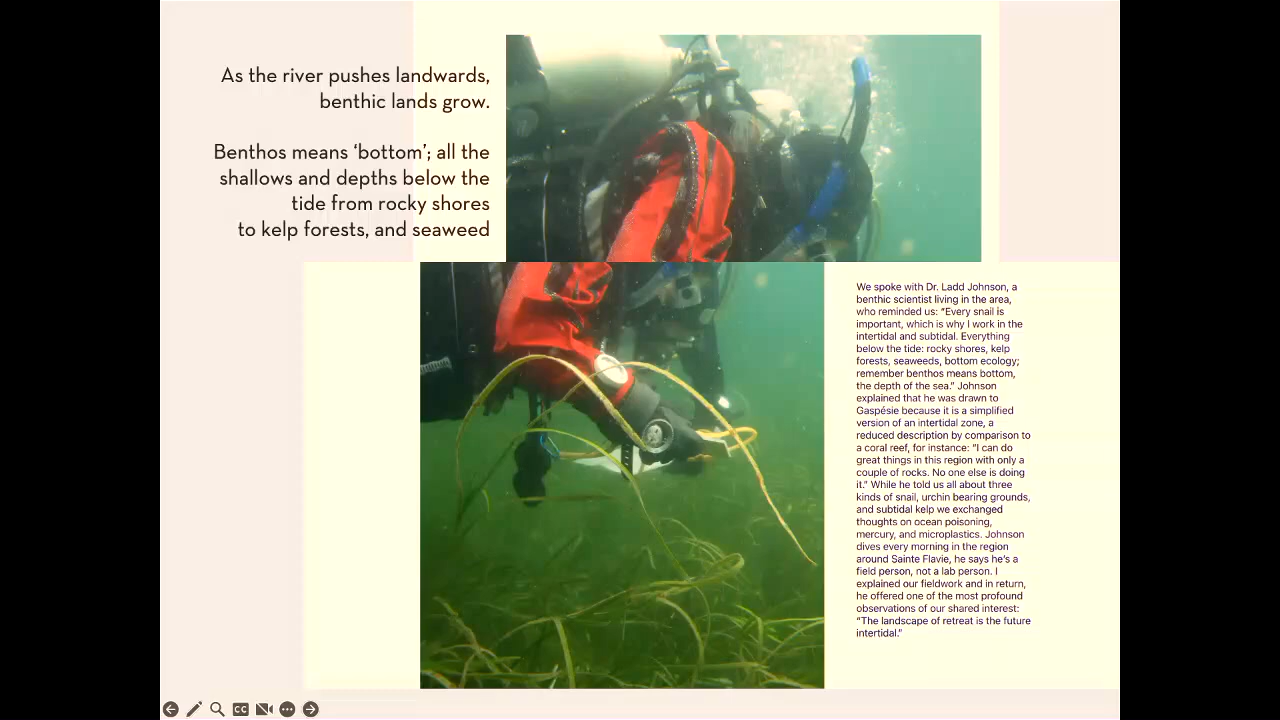 As the river pushes landwards,
benthic lands grow.
Benthos means ‘bottom’; all the
shallows and depths below the
tide from rocky shores
to kelp forests, and seaweed
We spoke with Dr. Ladd Johnson, a
benthic scientist living in the area,
who reminded us: “Every snail is
important, which is why I work in the
intertidal and subtidal. Everything
below the tide: rocky shores, kelp
forests, seaweeds, bottom ecology;
remember benthos means bottom,
the depth of the sea.” Johnson
explained that he was drawn to
Gaspésie because it is a simplified
version of an intertidal zone, a
reduced description by comparison to
a coral reef, for instance: “I can do
great things in this region with only a
couple of rocks. No one else is doing
it.” While he told us all about three
kinds of snail, urchin bearing grounds,
and subtidal kelp we exchanged
thoughts on ocean poisoning,
mercury, and microplastics. Johnson
dives every morning in the region
around Sainte Flavie, he says he’s a
field person, not a lab person. I
explained our fieldwork and in return,
he offered one of the most profound
observations of our shared interest:
“The landscape of retreat is the future
intertidal.”
CC